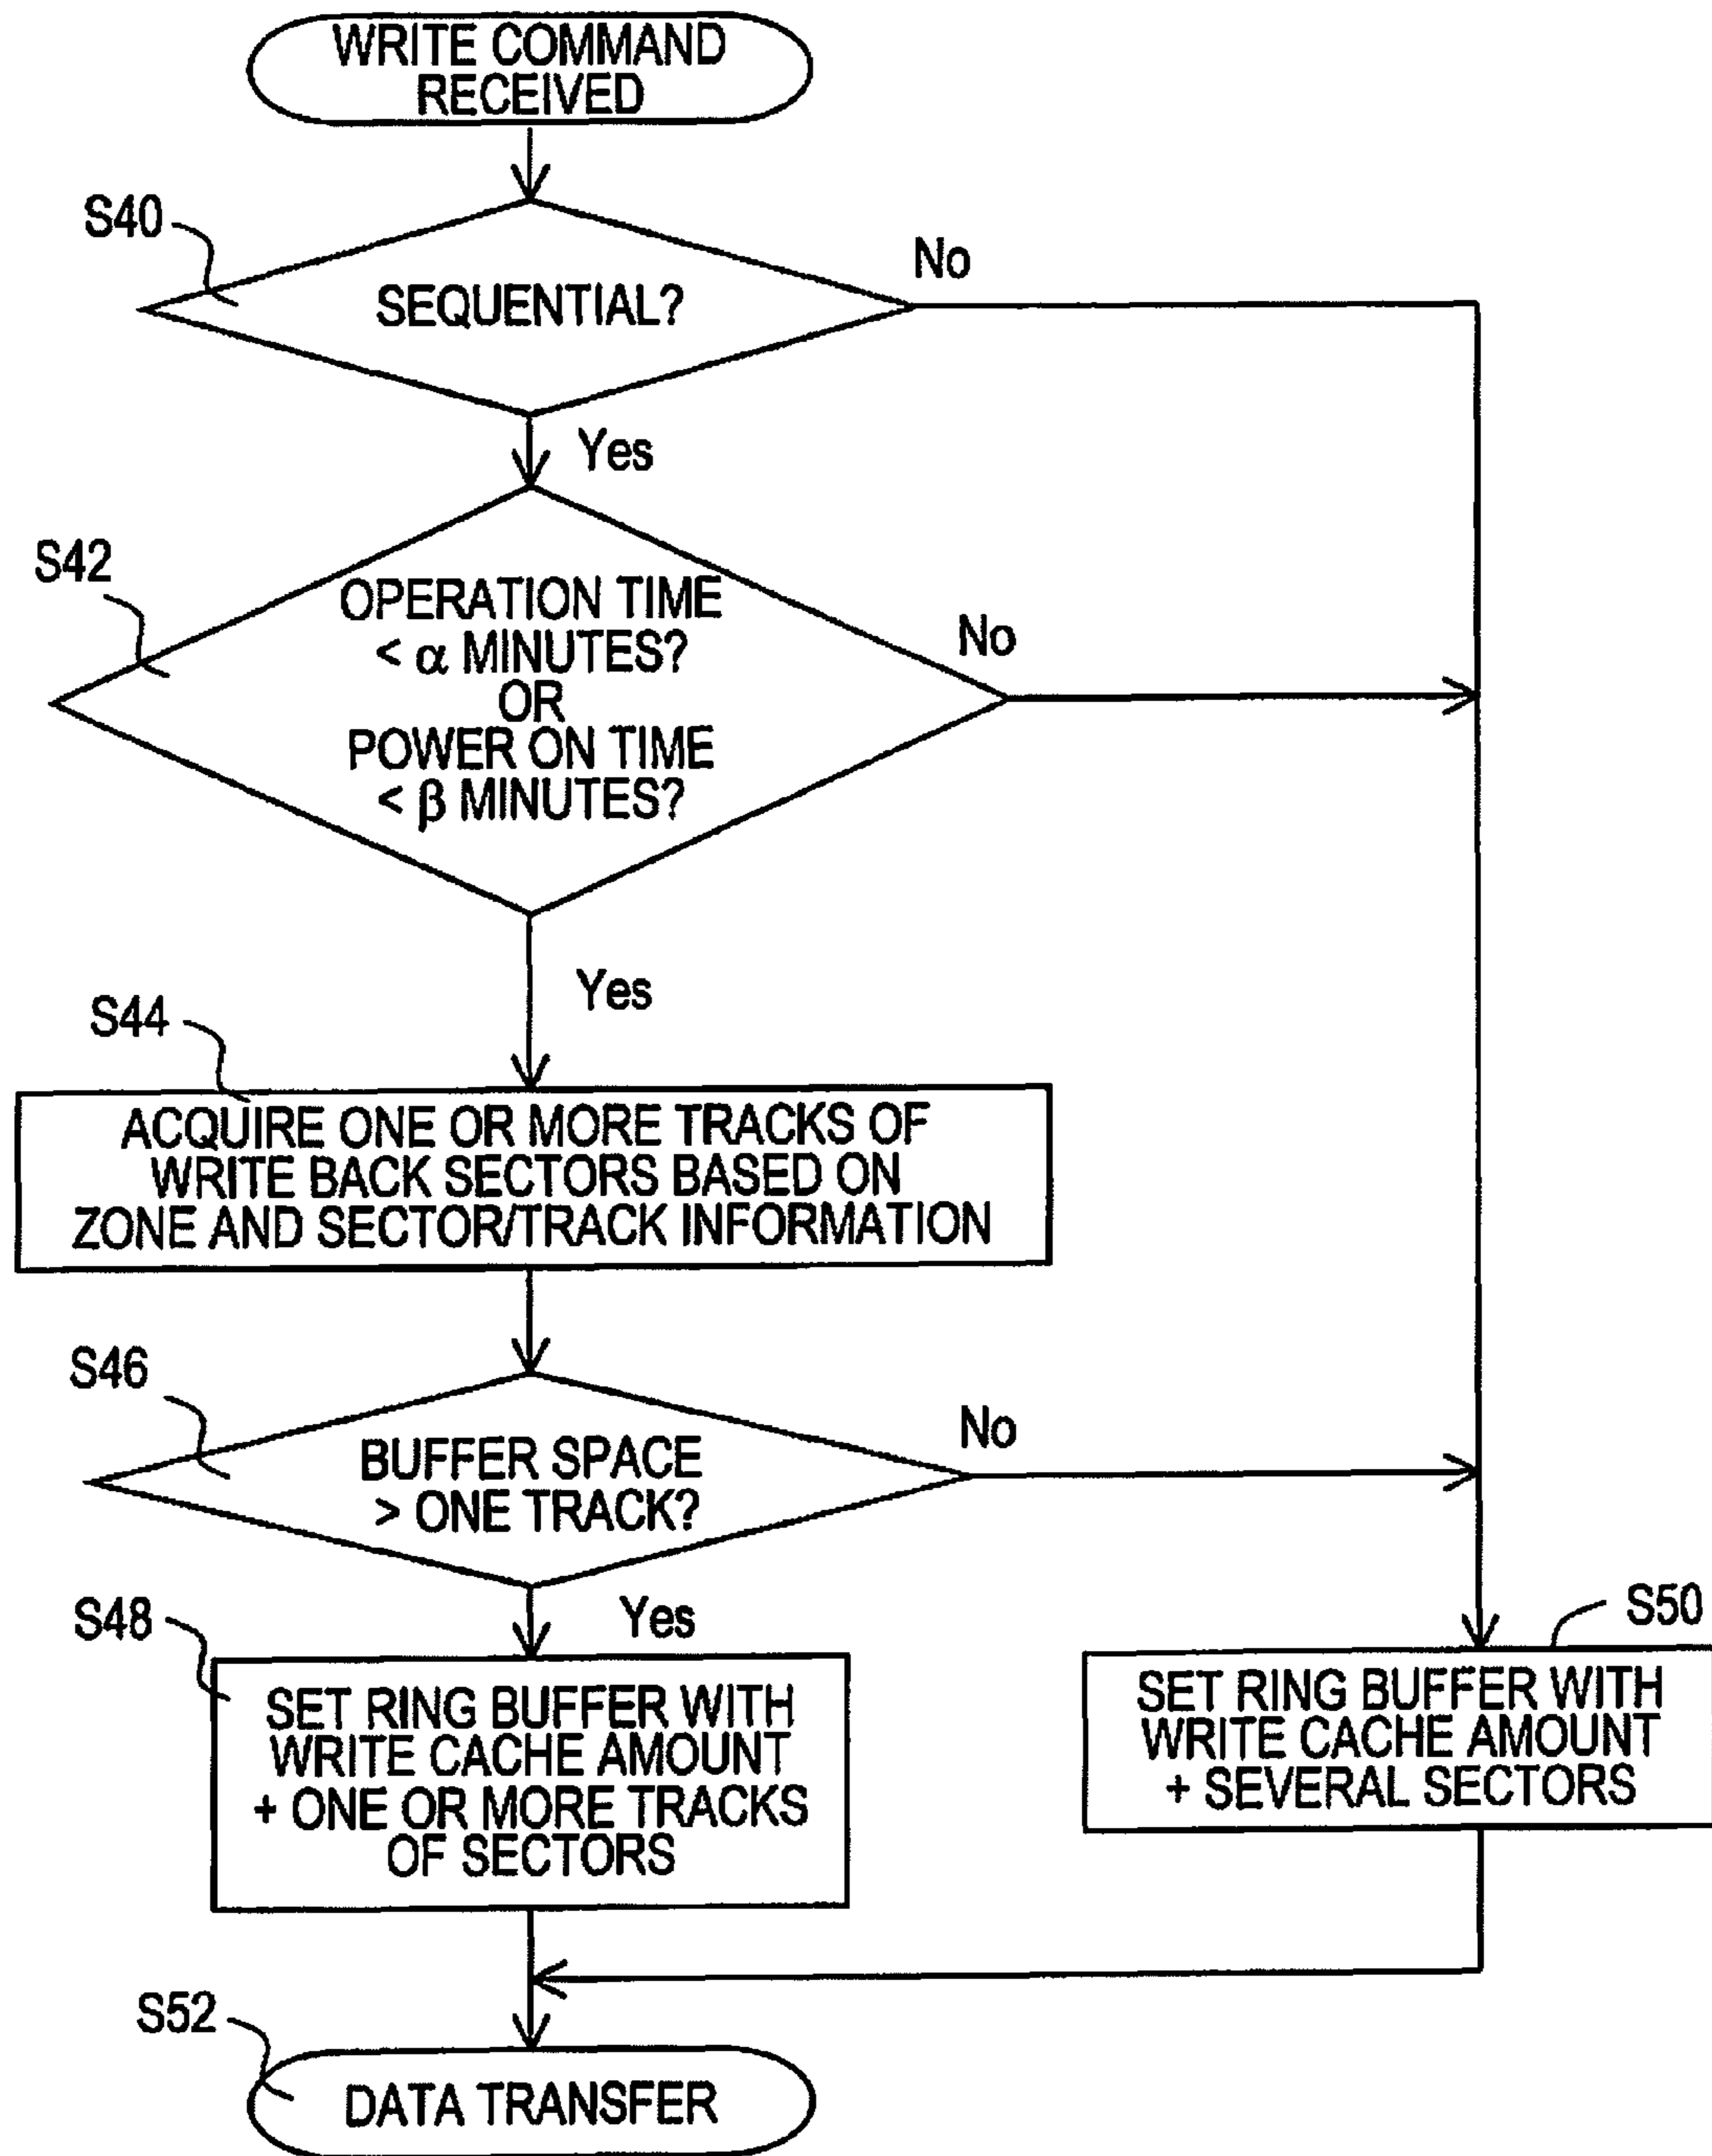 WRITE COMMAND
RECEIVED
S40
No
SEQUENTIAL?
Yes
S42
OPERATION TIME
< α MINUTES?
OR
POWER ON TIME
< β MINUTES?
No
Yes
S44
ACQUIRE ONE OR MORE TRACKS OF
WRITE BACK SECTORS BASED ON
ZONE AND SECTOR/TRACK INFORMATION
S46
No
BUFFER SPACE
> ONE TRACK?
Yes
S48
SET RING BUFFER WITH
WRITE CACHE AMOUNT
+ ONE OR MORE TRACKS
OF SECTORS
S50
SET RING BUFFER WITH
WRITE CACHE AMOUNT
+ SEVERAL SECTORS
S52
DATA TRANSFER